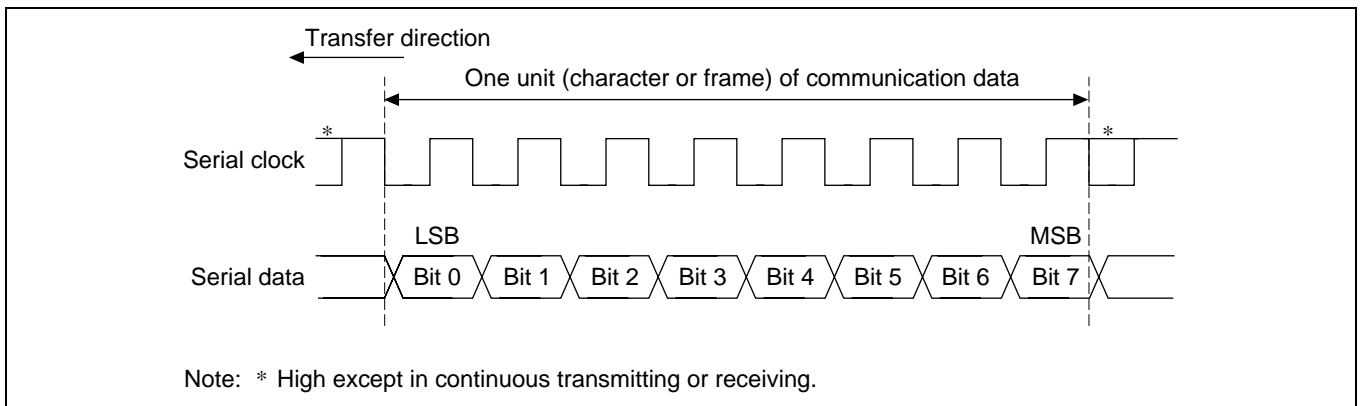 Transfer direction
One unit (character or frame) of communication data
* *
Serial clock
LSB MSB
Serial data Bit 0 Bit 1 Bit 2 Bit 3 Bit 4 Bit 5 Bit 6 Bit 7
Note: * High except in continuous transmitting or receiving.